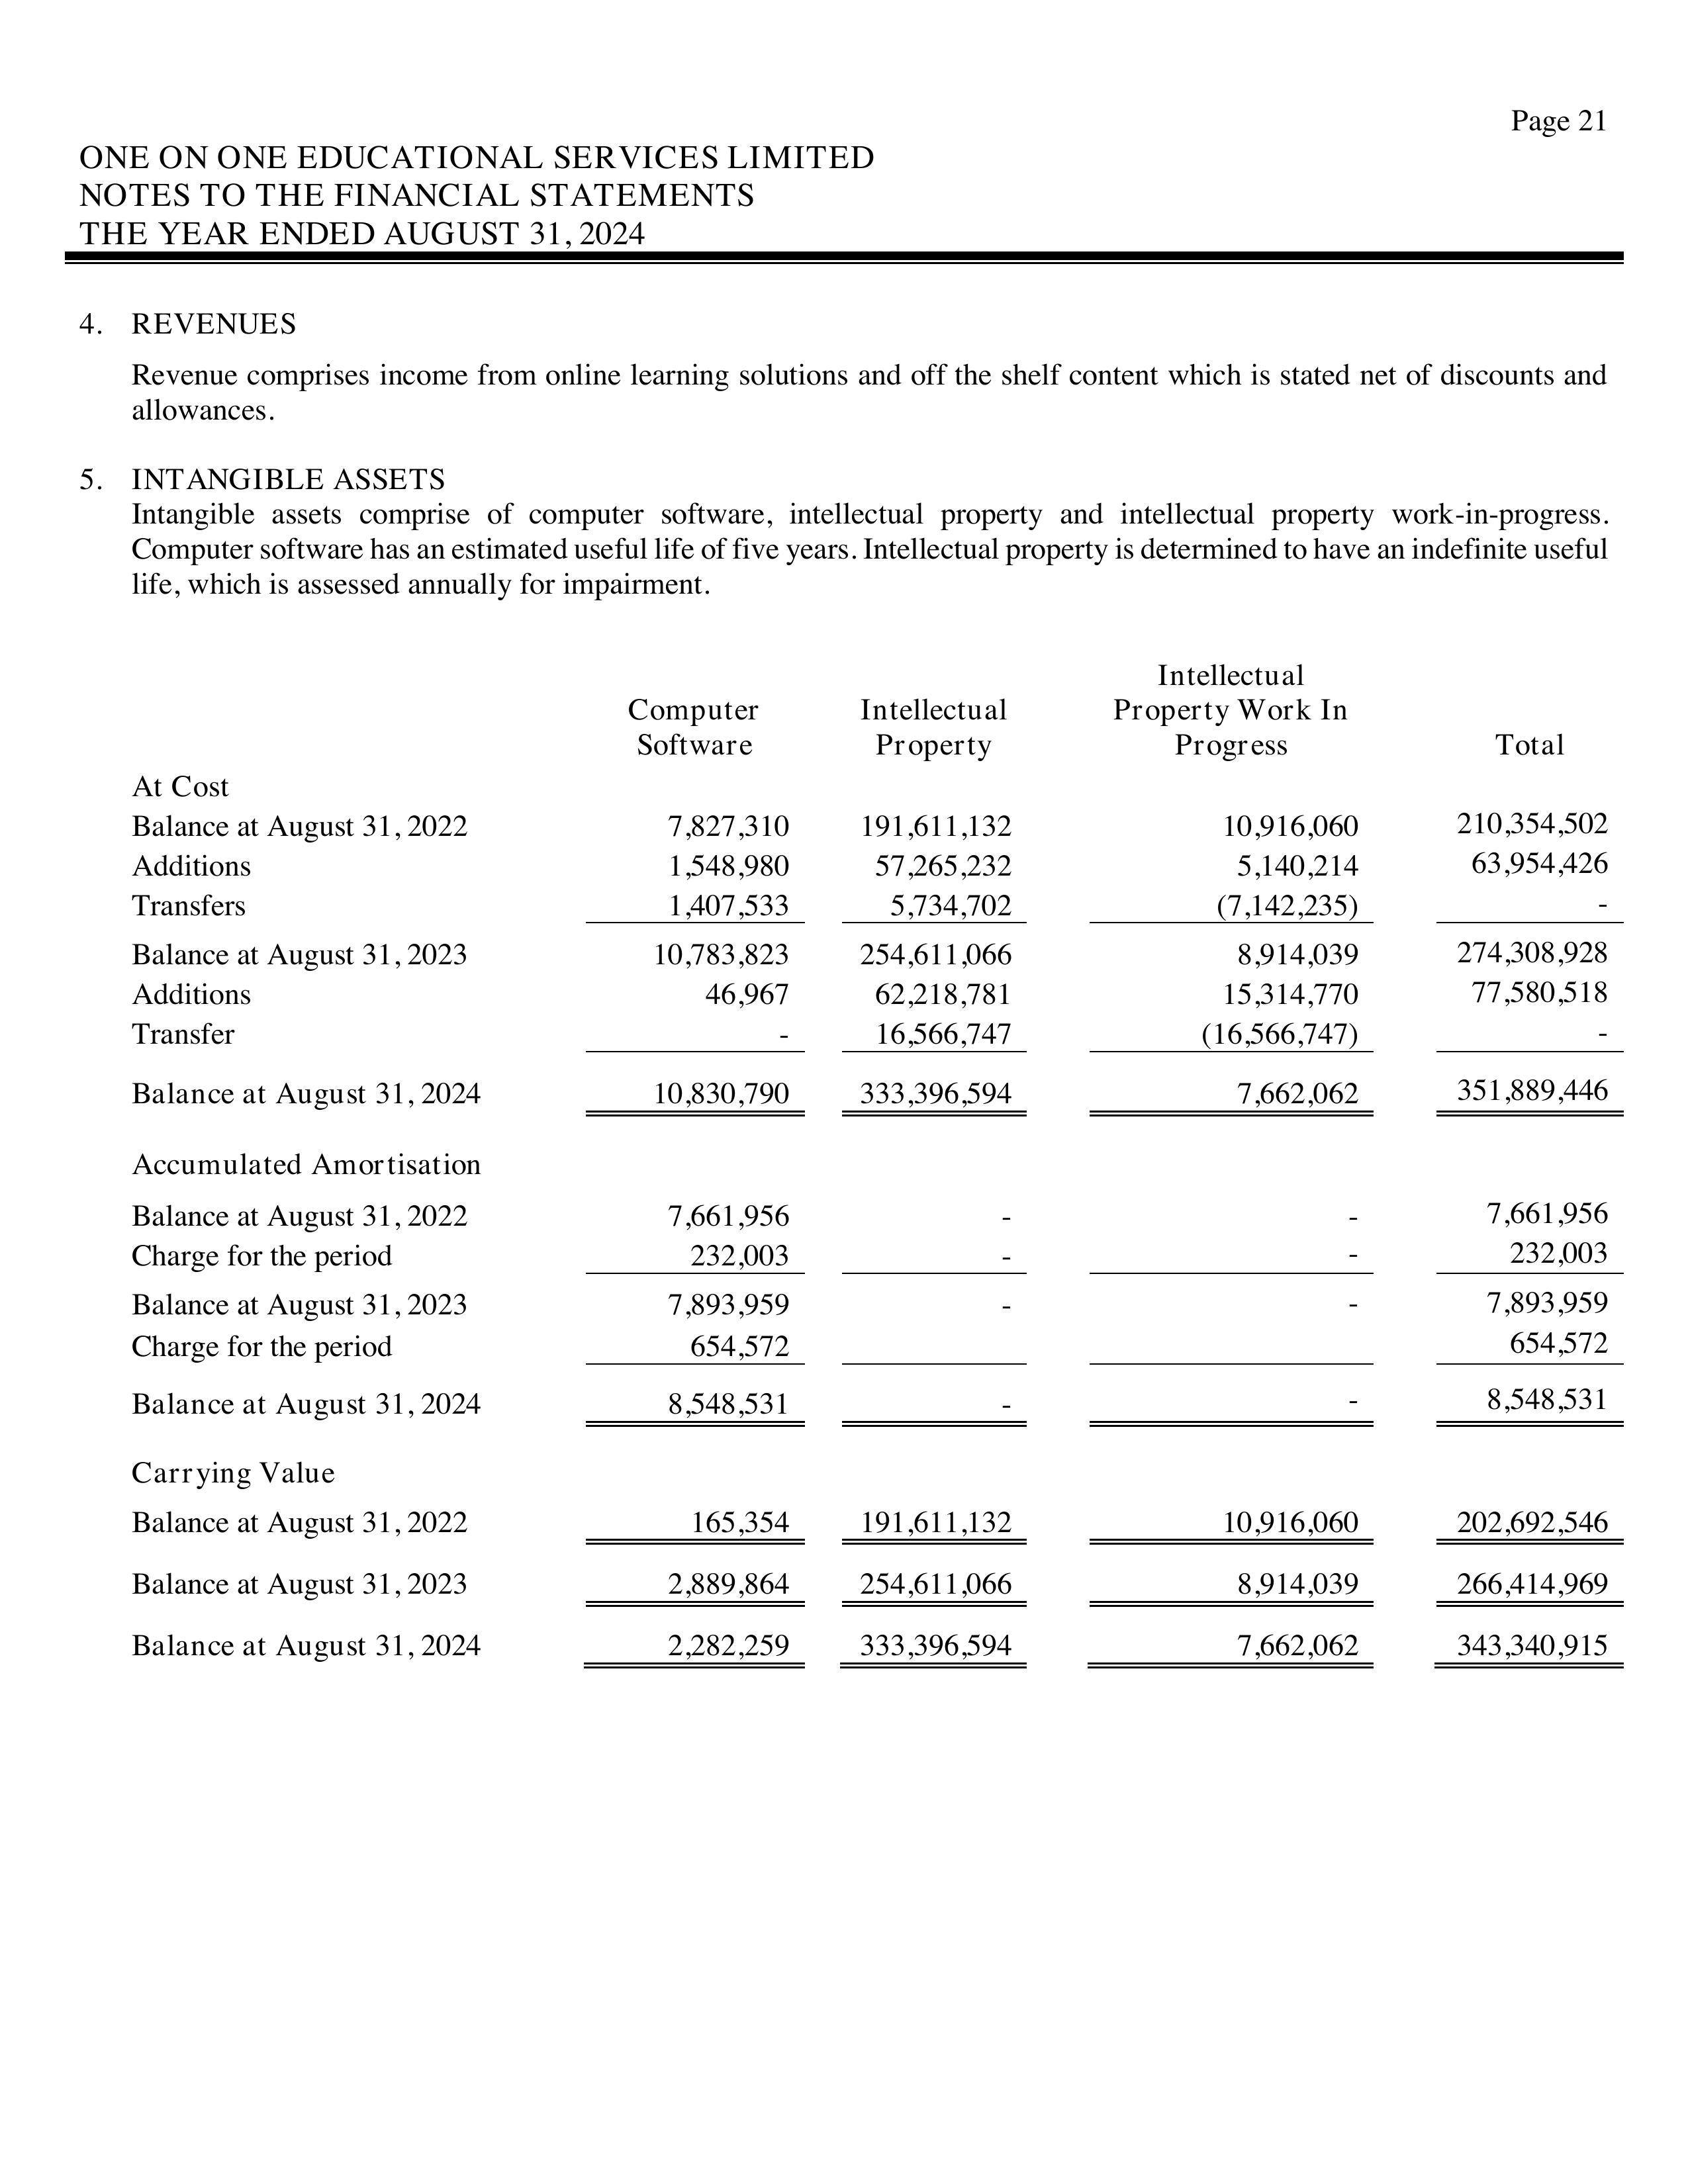 Page 21
ONE ON ONE EDUCATIONAL SERVICES LIMITED
NOTES TO THE FINANCIAL STATEMENTS
THE YEAR ENDED AUGUST 31, 2024
4. REVENUES
Revenue comprises income from online learning solutions and off the shelf content which is stated net of discounts and
allowances.
5. INTANGIBLE ASSETS
Intangible assets comprise of computer software, intellectual property and intellectual property work-in-progress.
Computer software has an estimated useful life of five years. Intellectual property is determined to have an indefinite useful
life, which is assessed annually for impairment.
Intellectual
Computer Intellectual Property Work In
Software Property Progress Total
At Cost
Balance at August 31, 2022 7,827,310 191,611,132 10,916,060 210,354,502
Additions 1,548,980 57,265,232 5,140,214 63,954,426
Transfers 1,407,533 5,734,702 (7,142,235) -
Balance at August 31, 2023 10,783,823 254,611,066 8,914,039 274,308,928
Additions 46,967 62,218,781 15,314,770 77,580,518
Transfer - 16,566,747 (16,566,747) -
Balance at August 31, 2024 10,830,790 333,396,594 7,662,062 351,889,446
Accumulated Amortisation
Balance at August 31, 2022 7,661,956 - - 7,661,956
Charge for the period 232,003 - - 232,003
Balance at August 31, 2023 7,893,959 - - 7,893,959
Charge for the period 654,572 654,572
Balance at August 31, 2024 8,548,531 - - 8,548,531
Carrying Value
Balance at August 31, 2022 165,354 191,611,132 10,916,060 202,692,546
Balance at August 31, 2023 2,889,864 254,611,066 8,914,039 266,414,969
Balance at August 31, 2024 2,282,259 333,396,594 7,662,062 343,340,915